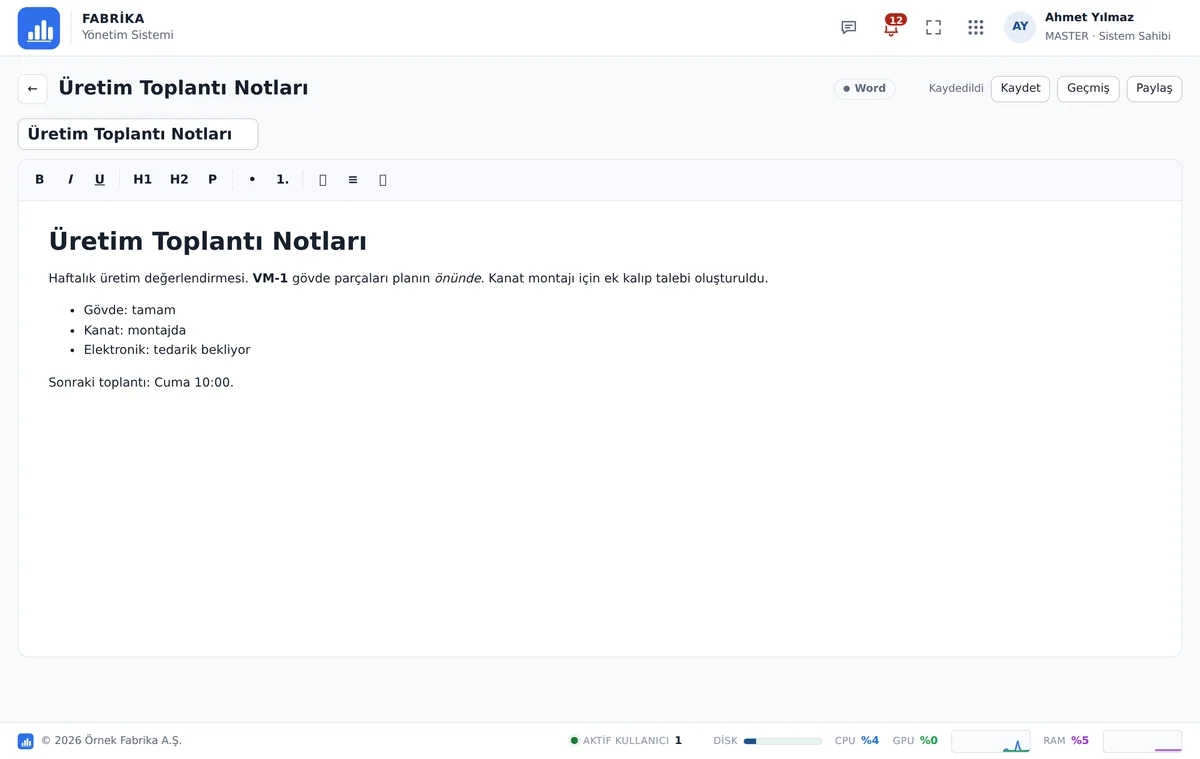 FABRİKA
Yönetim Sistemi
12
AY
Ahmet Yılmaz
MASTER · Sistem Sahibi
← Üretim Toplantı Notları
● Word
Kaydedildi
Kaydet
Geçmiş
Paylaş
Üretim Toplantı Notları
B I U H1 H2 P • 1. ≡
Üretim Toplantı Notları
Haftalık üretim değerlendirmesi. VM-1 gövde parçaları planın önünde. Kanat montajı için ek kalıp talebi oluşturuldu.
• Gövde: tamam
• Kanat: montajda
• Elektronik: tedarik bekliyor
Sonraki toplantı: Cuma 10:00.
© 2026 Örnek Fabrika A.Ş.
AKTİF KULLANICI 1
DİSK
CPU %4
GPU %0
RAM %5